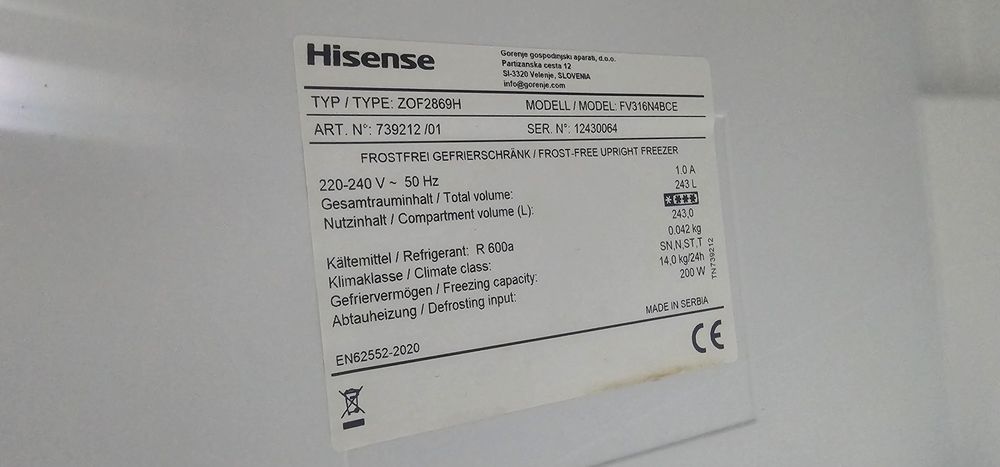 Hisense
Gorenje gospodinjski aparati, d.o.o.
Partizanska cesta 12
SI-3320 Velenje, SLOVENIA
info@gorenje.com
TYP / TYPE: ZOF2869H MODELL / MODEL: FV316N4BCE
ART. N°: 739212 /01 SER. N°: 12430064
FROSTFREI GEFRIERSCHRÄNK / FROST-FREE UPRIGHT FREEZER
220-240 V ~ 50 Hz 1.0 A
Gesamtrauminhalt / Total volume: 243 L
Nutzinhalt / Compartment volume (L):
243,0
Kältemittel / Refrigerant: R 600a 0.042 kg
Klimaklasse / Climate class: SN,N,ST,T
Gefriervermögen / Freezing capacity: 14,0 kg/24h
Abtauheizung / Defrosting input: 200 W
TN739212
MADE IN SERBIA
EN62552-2020
CE